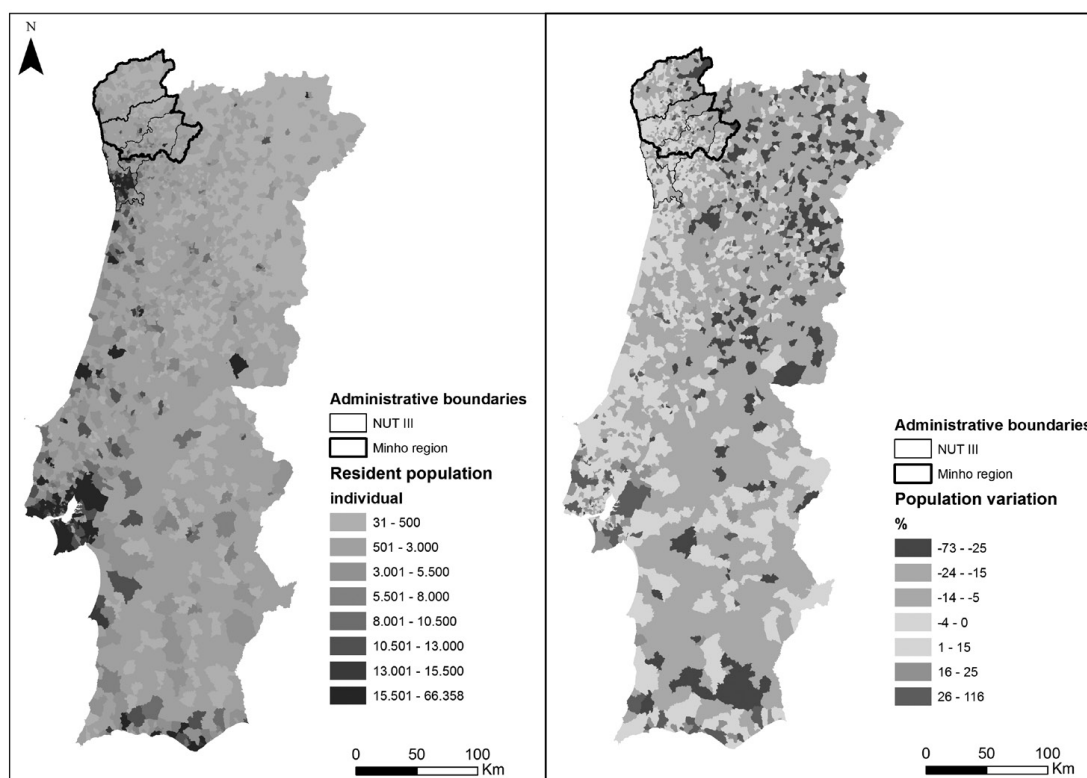 N
Administrative boundaries
NUT III
Minho region
Resident population
individual
31 - 500
501 - 3.000
3.001 - 5.500
5.501 - 8.000
8.001 - 10.500
10.501 - 13.000
13.001 - 15.500
15.501 - 66.358
0 50 100
Km
Administrative boundaries
NUT III
Minho region
Population variation
%
-73 - -25
-24 - -15
-14 - -5
-4 - 0
1 - 15
16 - 25
26 - 116
0 50 100
Km